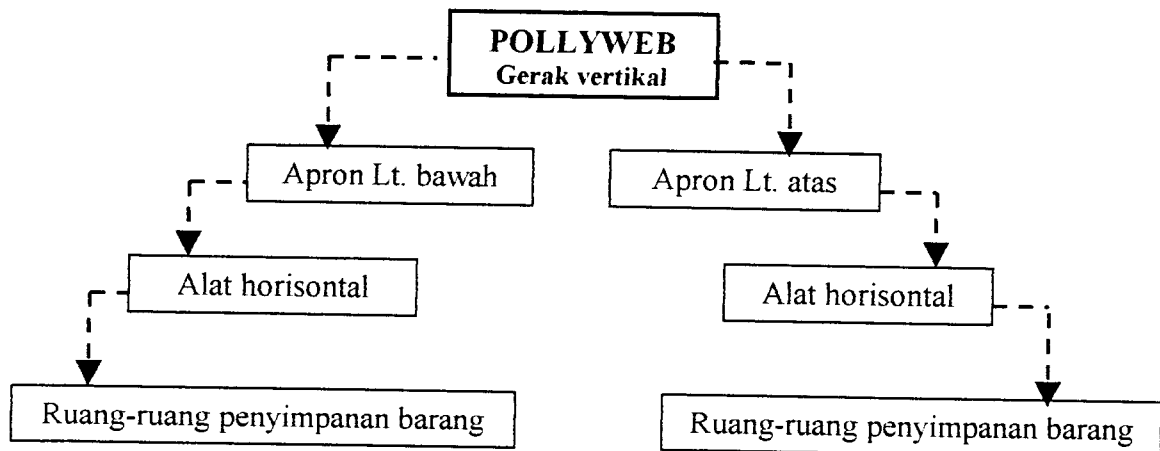 POLLYWEB
Gerak vertikal
Apron Lt. bawah
Apron Lt. atas
Alat horisontal
Alat horisontal
Ruang-ruang penyimpanan barang
Ruang-ruang penyimpanan barang